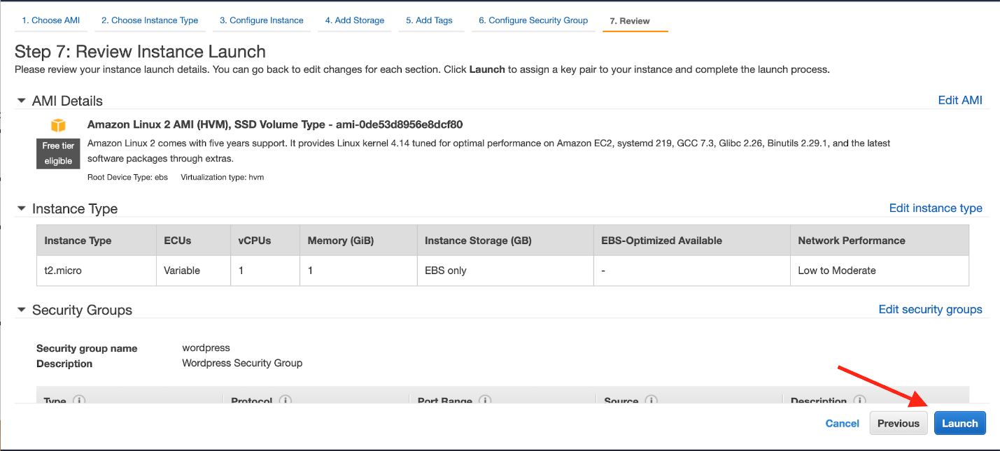 1. Choose AMI 2. Choose Instance Type 3. Configure Instance 4. Add Storage 5. Add Tags 6. Configure Security Group 7. Review
Step 7: Review Instance Launch
Please review your instance launch details. You can go back to edit changes for each section. Click Launch to assign a key pair to your instance and complete the launch process.
AMI Details Edit AMI
Amazon Linux 2 AMI (HVM), SSD Volume Type - ami-0de53d8956e8dcf80
Free tier
eligible
Amazon Linux 2 comes with five years support. It provides Linux kernel 4.14 tuned for optimal performance on Amazon EC2, systemd 219, GCC 7.3, Glibc 2.26, Binutils 2.29.1, and the latest
software packages through extras.
Root Device Type: ebs Virtualization type: hvm
Instance Type Edit instance type
Instance Type ECUs vCPUs Memory (GiB) Instance Storage (GB) EBS-Optimized Available Network Performance
t2.micro Variable 1 1 EBS only - Low to Moderate
Security Groups Edit security groups
Security group name wordpress
Description Wordpress Security Group
Type Protocol Port Range Source Description
Cancel Previous Launch